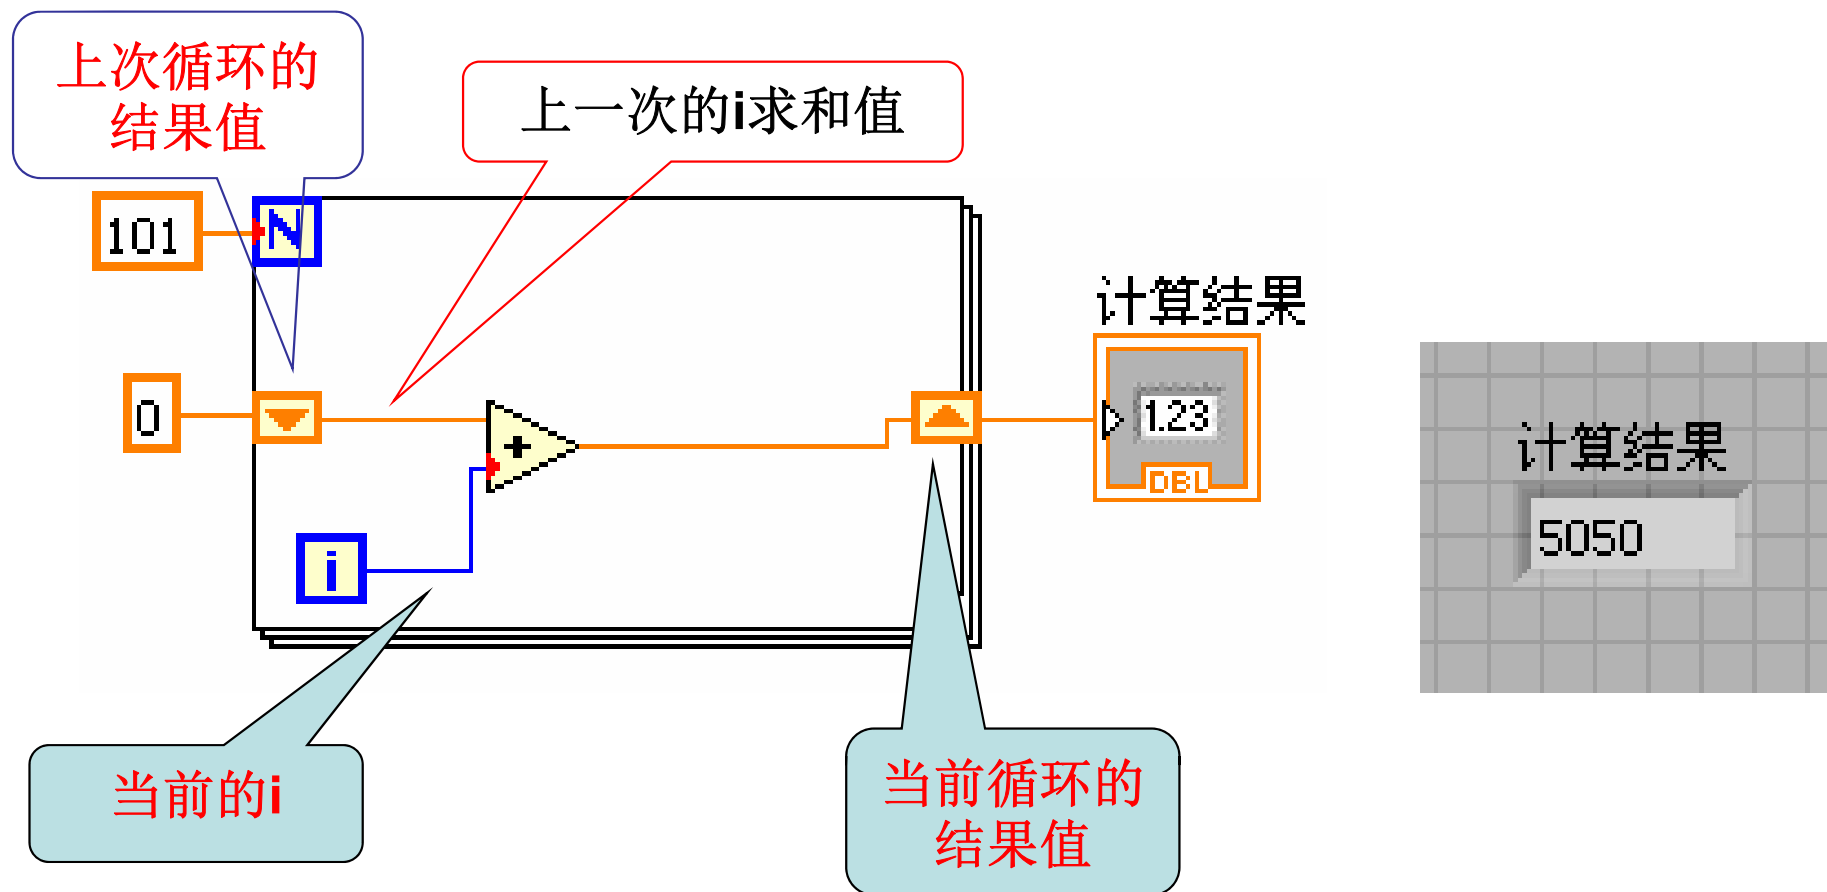 上次循环的
结果值
上一次的i求和值
101
N
计算结果
0
1.23
DBL
+
i
计算结果
5050
当前的i
当前循环的
结果值